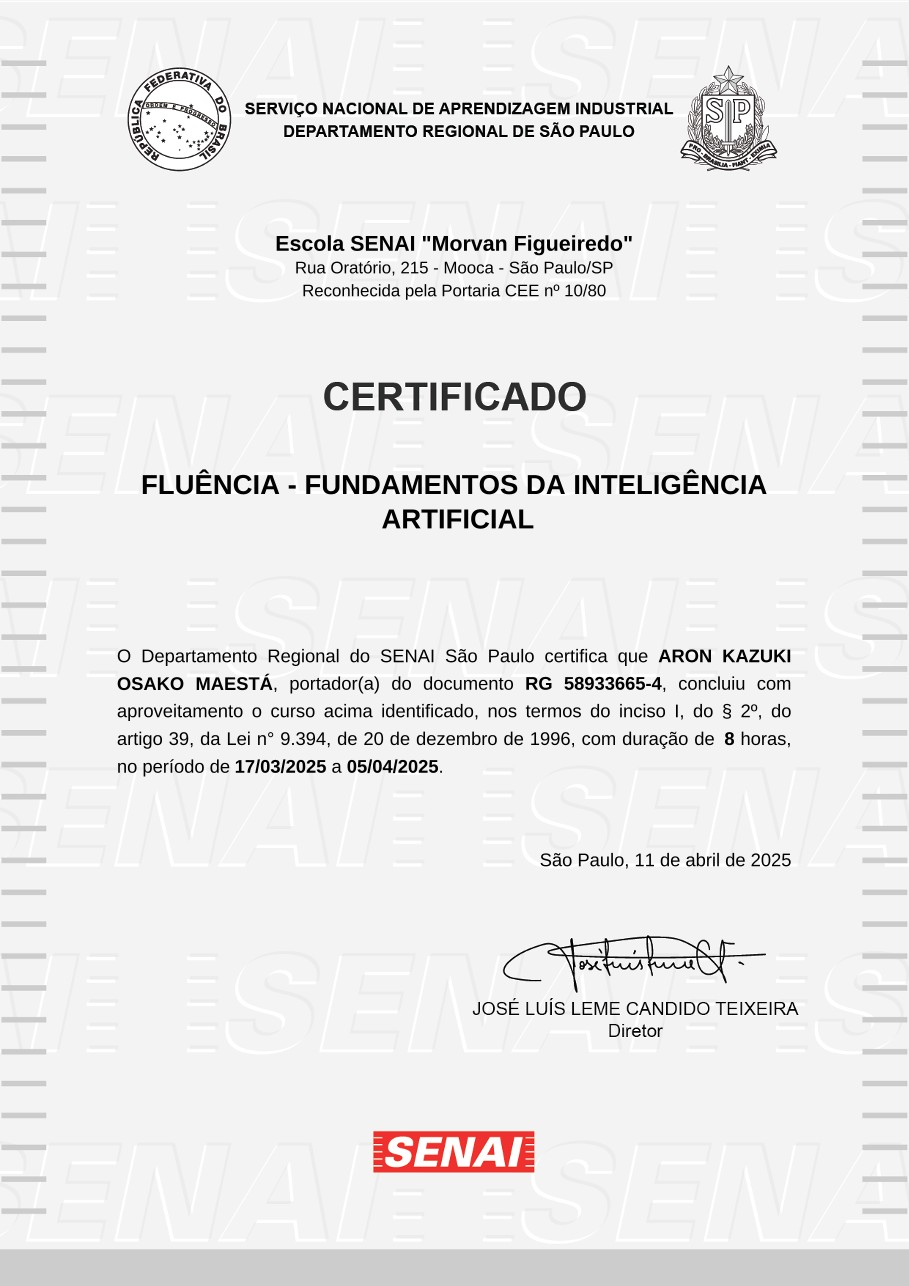 REPÚBLICA FEDERATIVA DO BRASIL
ORDEM E PROGRESSO
SERVIÇO NACIONAL DE APRENDIZAGEM INDUSTRIAL
DEPARTAMENTO REGIONAL DE SÃO PAULO
SP
PRO · BRASILIA · FIANT · EXIMIA
Escola SENAI "Morvan Figueiredo"
Rua Oratório, 215 - Mooca - São Paulo/SP
Reconhecida pela Portaria CEE nº 10/80
CERTIFICADO
FLUÊNCIA - FUNDAMENTOS DA INTELIGÊNCIA
ARTIFICIAL
O Departamento Regional do SENAI São Paulo certifica que ARON KAZUKI
OSAKO MAESTÁ, portador(a) do documento RG 58933665-4, concluiu com
aproveitamento o curso acima identificado, nos termos do inciso I, do § 2º, do
artigo 39, da Lei n° 9.394, de 20 de dezembro de 1996, com duração de 8 horas,
no período de 17/03/2025 a 05/04/2025.
São Paulo, 11 de abril de 2025
JOSÉ LUÍS LEME CANDIDO TEIXEIRA
Diretor
SENAI